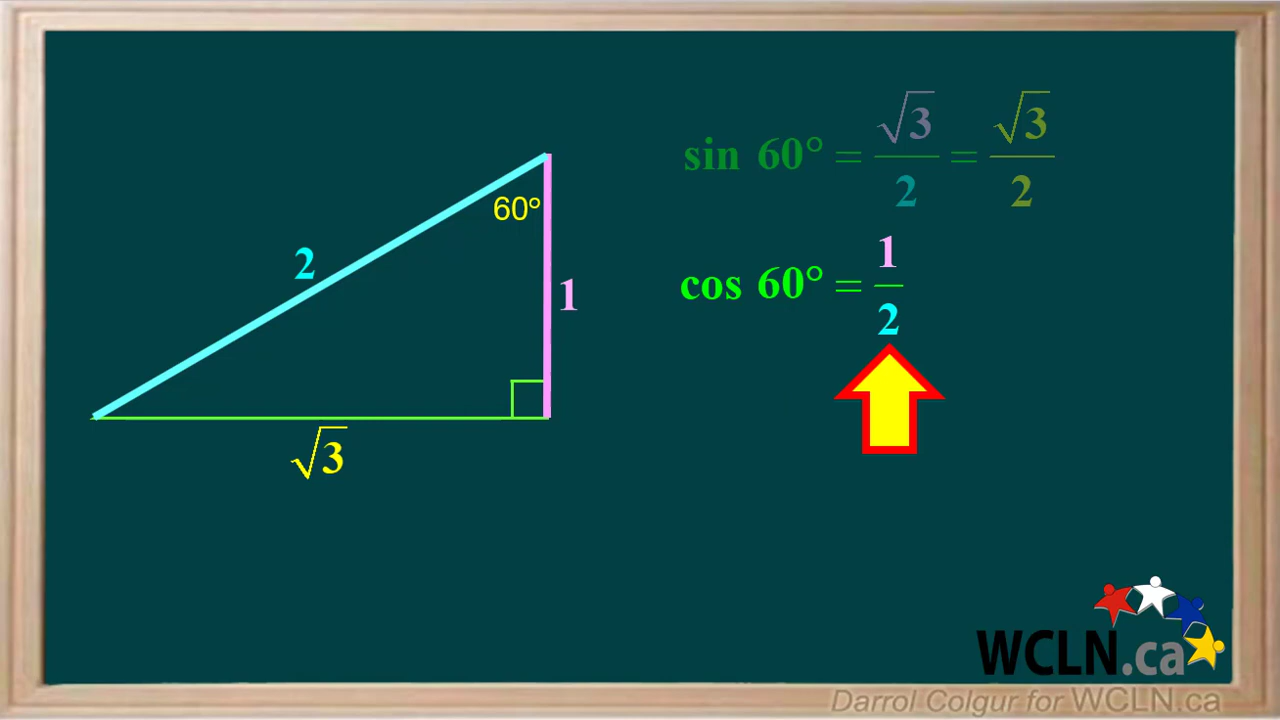 sin 60° = √3/2 = √3/2
60º
2
cos 60° = 1/2
1
√3
WCLN.ca
Darrol Colgur for WCLN.ca